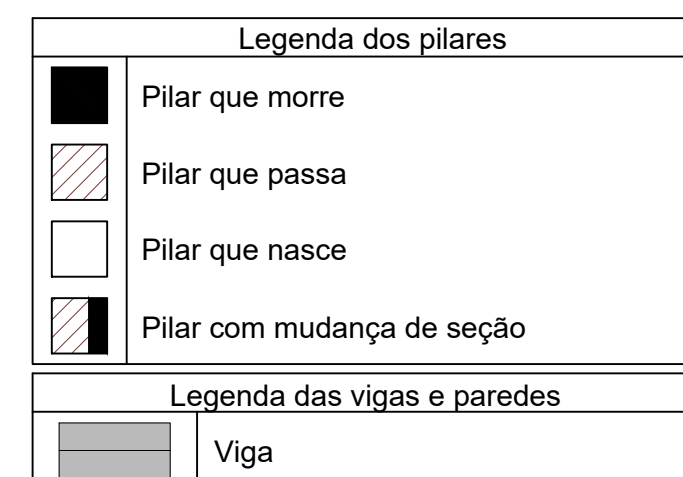 Legenda dos pilares
Pilar que morre
Pilar que passa
Pilar que nasce
Pilar com mudança de seção
Legenda das vigas e paredes
Viga